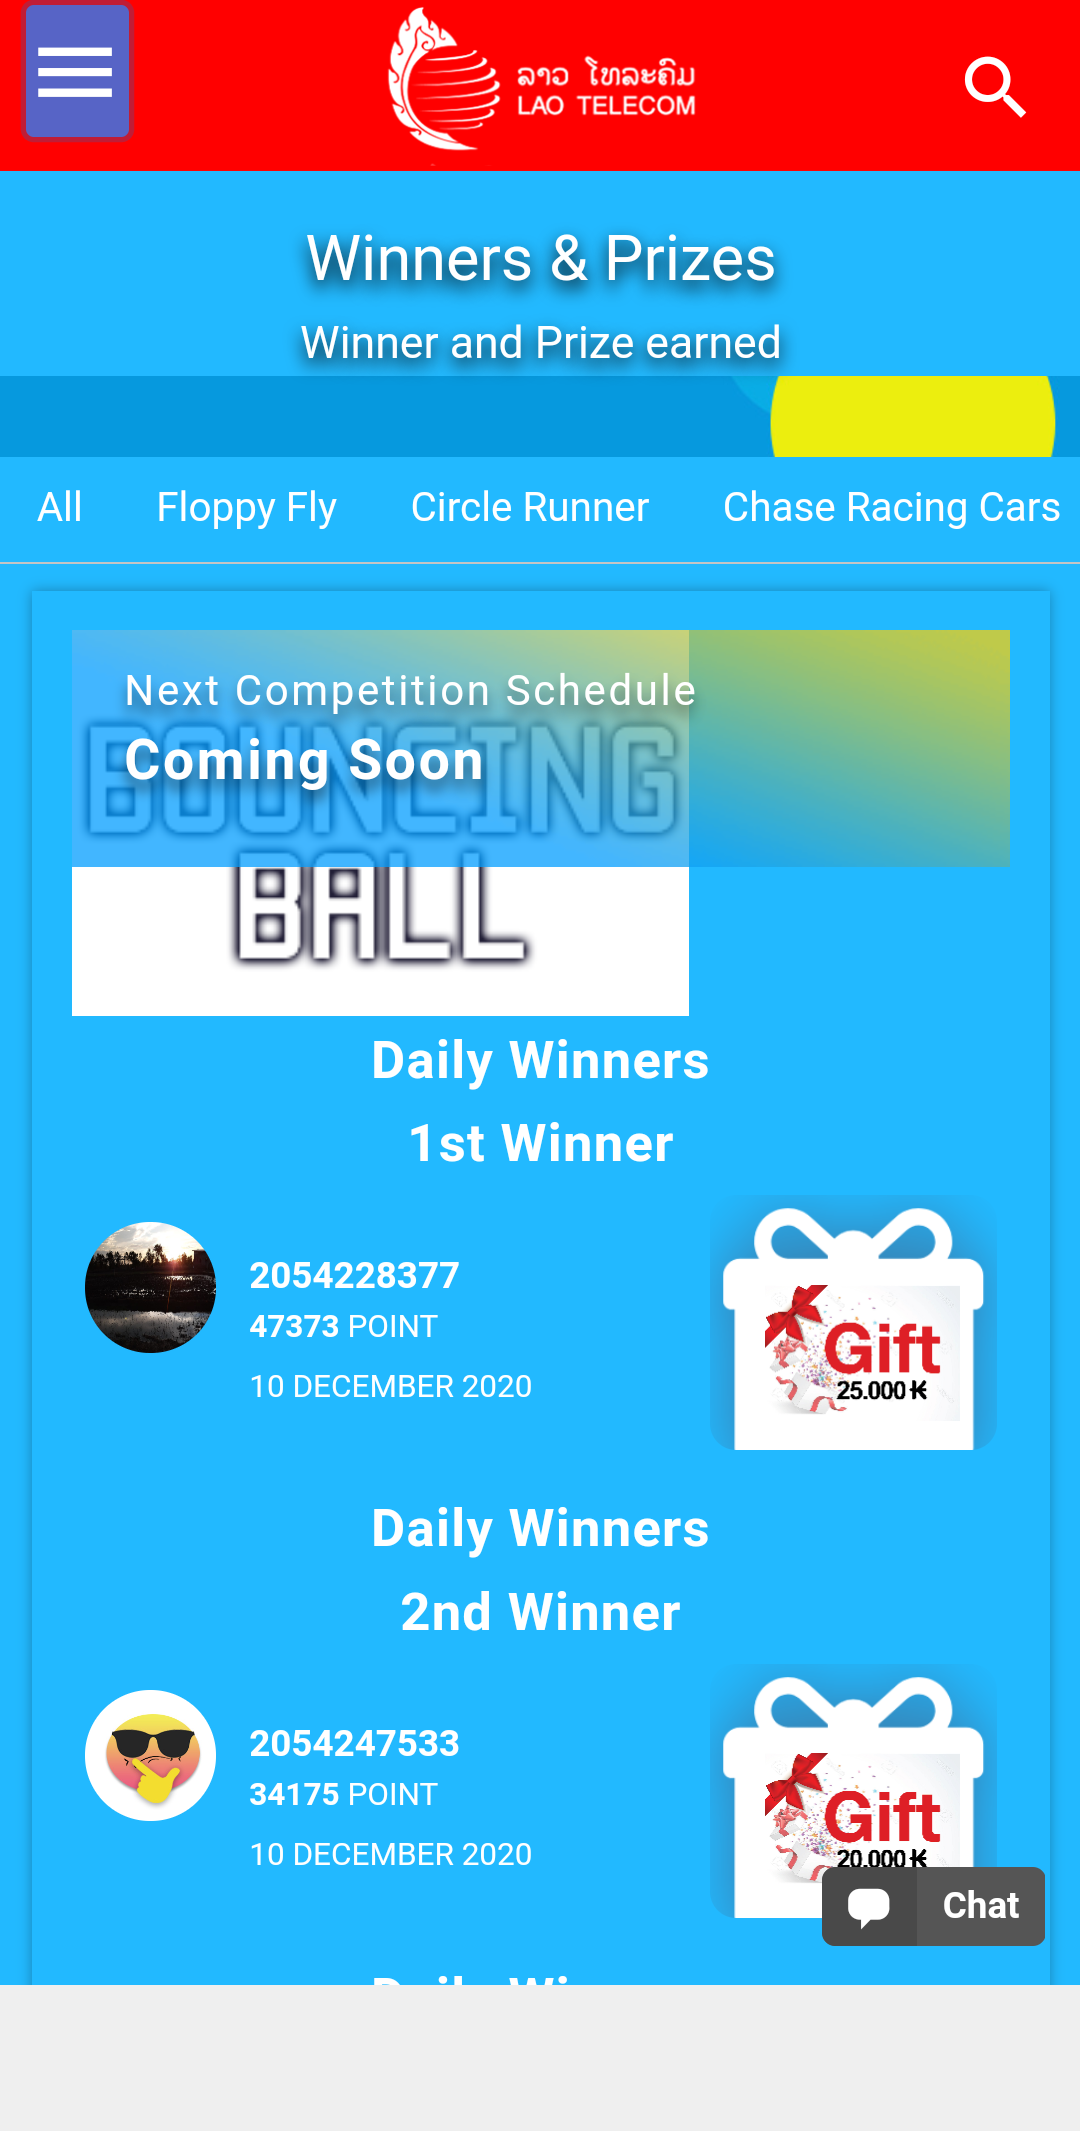 ລາວ ໂທລະຄົມ
LAO TELECOM
Winners & Prizes
Winner and Prize earned
All Floppy Fly Circle Runner Chase Racing Cars
Next Competition Schedule
Coming Soon
BOUNCING
BALL
Daily Winners
1st Winner
2054228377
47373 POINT
10 DECEMBER 2020
Gift
25.000 ₭
Daily Winners
2nd Winner
2054247533
34175 POINT
10 DECEMBER 2020
Gift
20.000 ₭
Chat